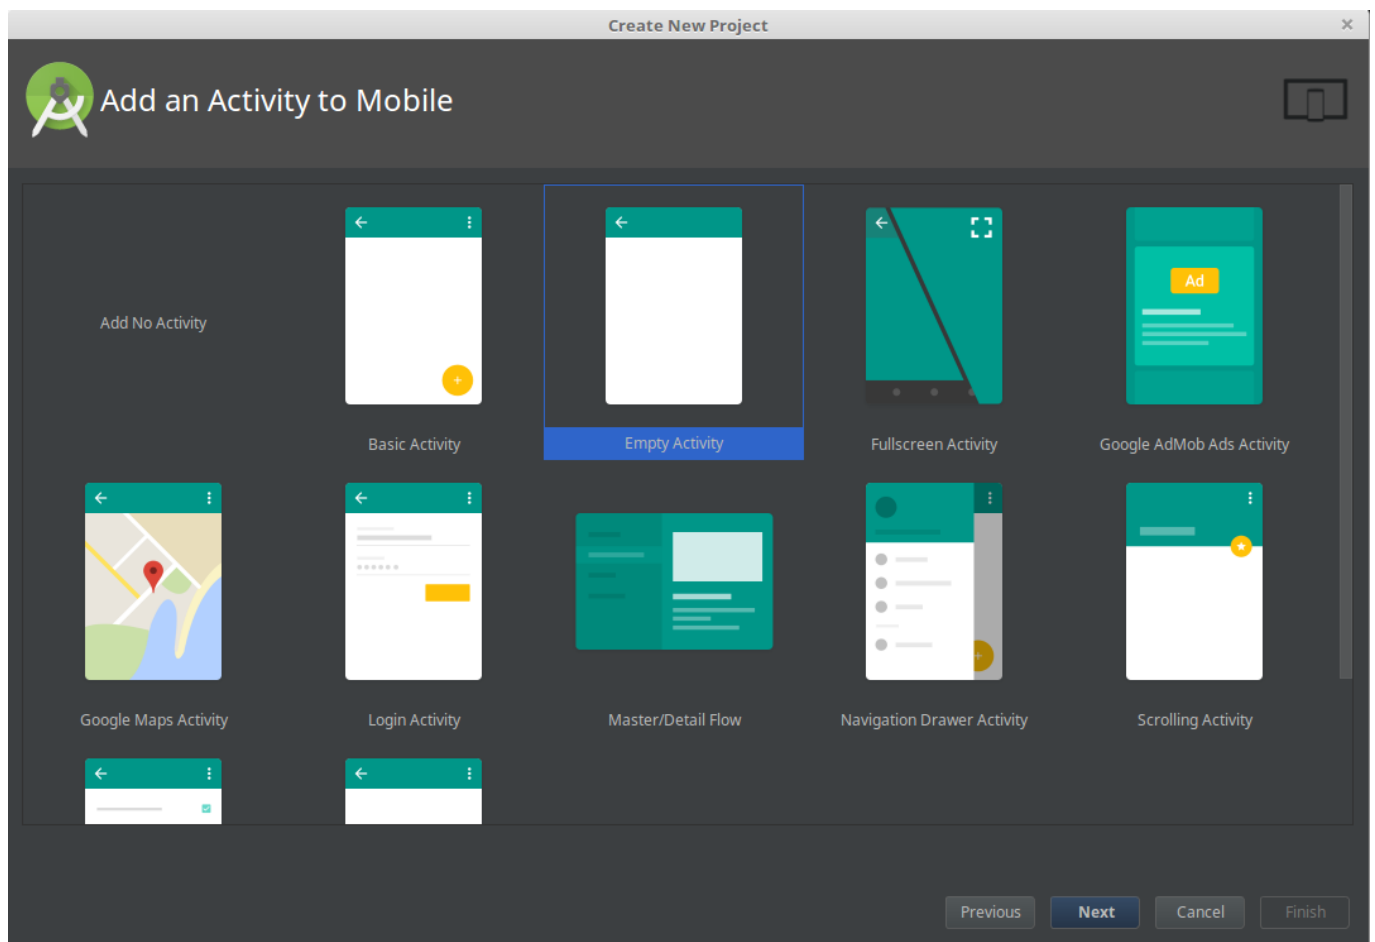 Create New Project
Add an Activity to Mobile
Add No Activity
Ad
Basic Activity
Empty Activity
Fullscreen Activity
Google AdMob Ads Activity
Google Maps Activity
Login Activity
Master/Detail Flow
Navigation Drawer Activity
Scrolling Activity
Previous
Next
Cancel
Finish